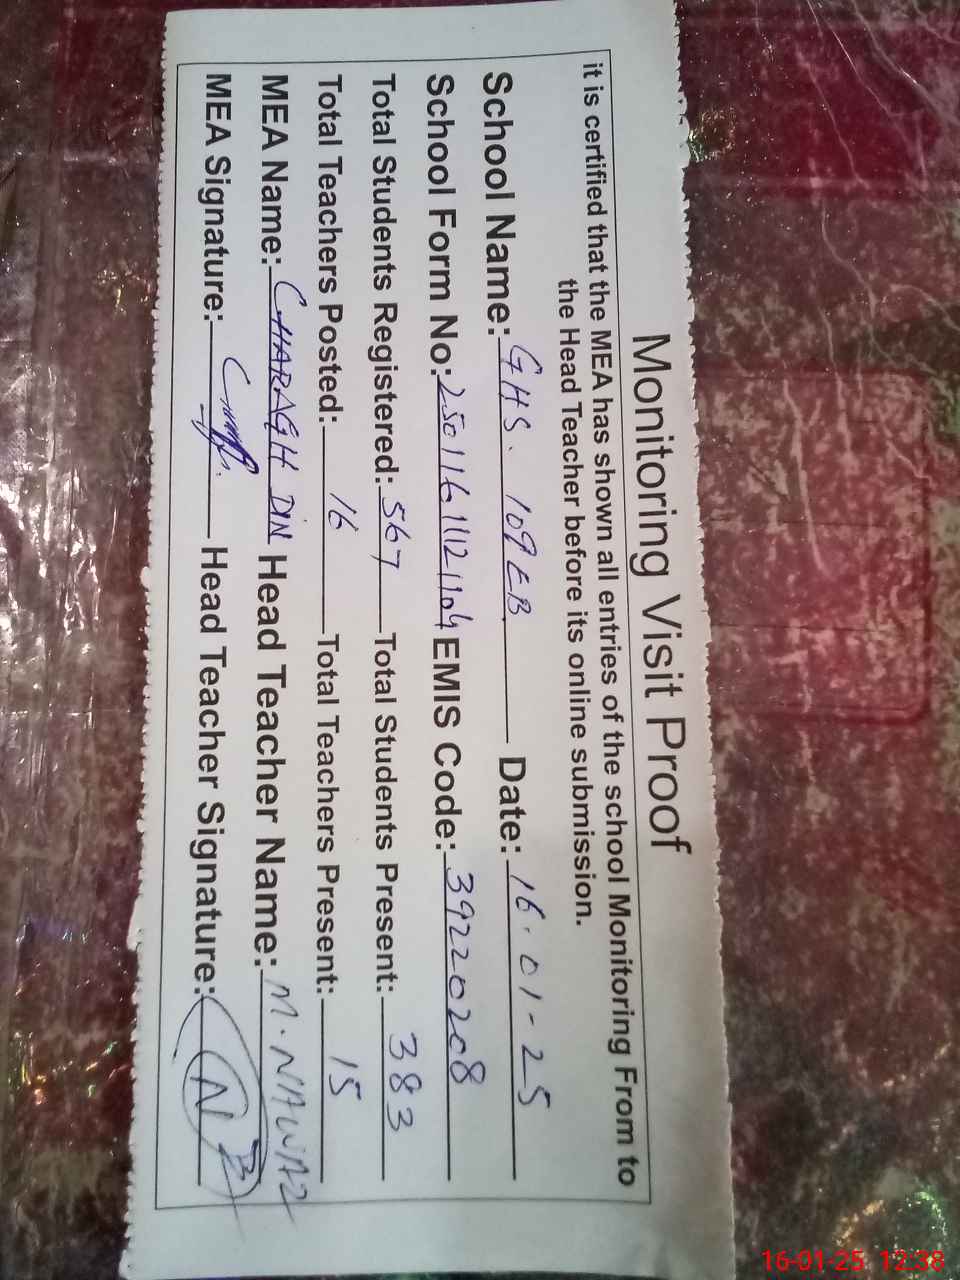 Monitoring Visit Proof
it is certified that the MEA has shown all entries of the school Monitoring From to
the Head Teacher before its online submission.
School Name: GHS. 109EB Date: 16-01-25
School Form No: 25011611121104 EMIS Code: 39220208
Total Students Registered: 567 Total Students Present: 383
Total Teachers Posted: 16 Total Teachers Present: 15
MEA Name: CHARAGH DIN Head Teacher Name: M. NAWAZ
MEA Signature: Head Teacher Signature:
16-01-25 12:38